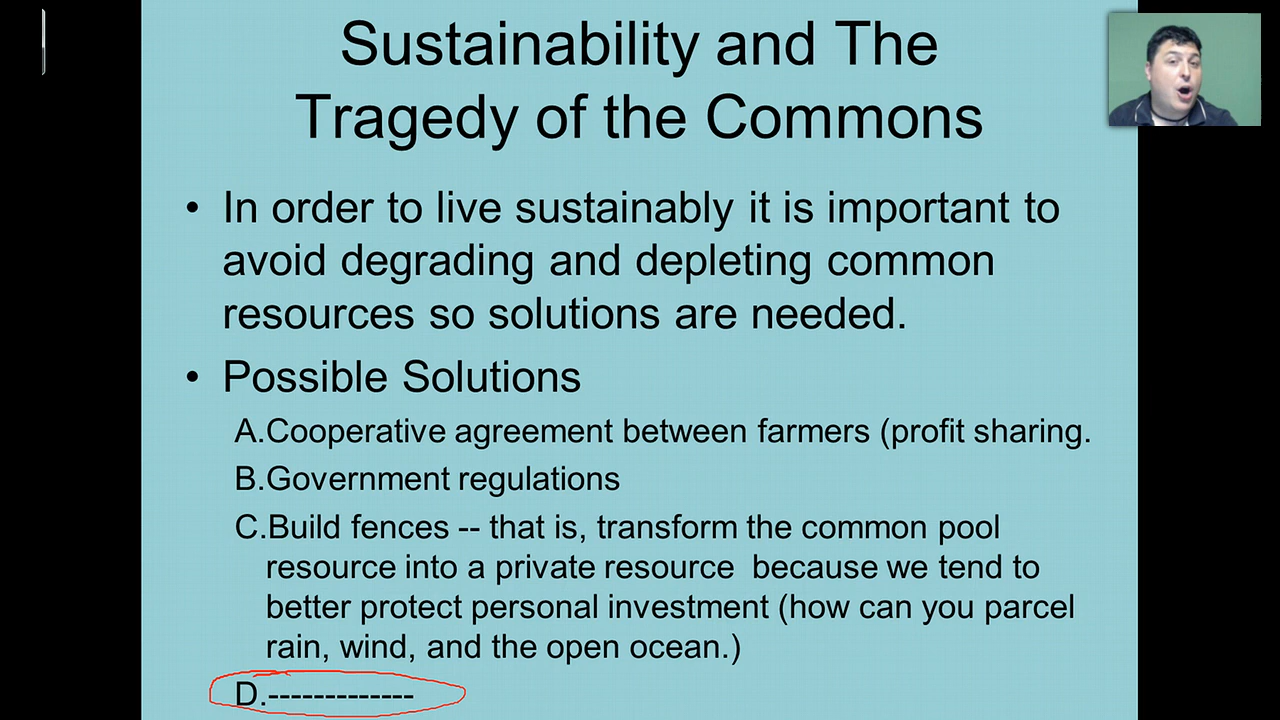 Sustainability and The
Tragedy of the Commons
• In order to live sustainably it is important to
avoid degrading and depleting common
resources so solutions are needed.
• Possible Solutions
A.Cooperative agreement between farmers (profit sharing.
B.Government regulations
C.Build fences -- that is, transform the common pool
resource into a private resource  because we tend to
better protect personal investment (how can you parcel
rain, wind, and the open ocean.)
D.-------------